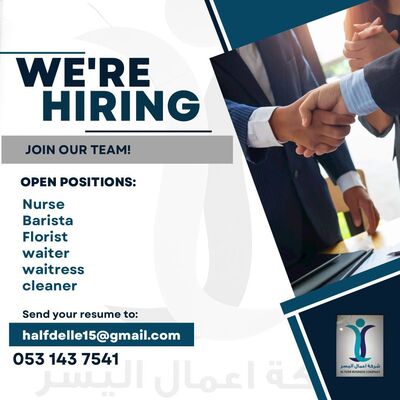 WE'RE
HIRING
JOIN OUR TEAM!
OPEN POSITIONS:
Nurse
Barista
Florist
waiter
waitress
cleaner
Send your resume to:
halfdelle15@gmail.com
053 143 7541
شركة اعمال اليسر
شركة اعمال اليسر